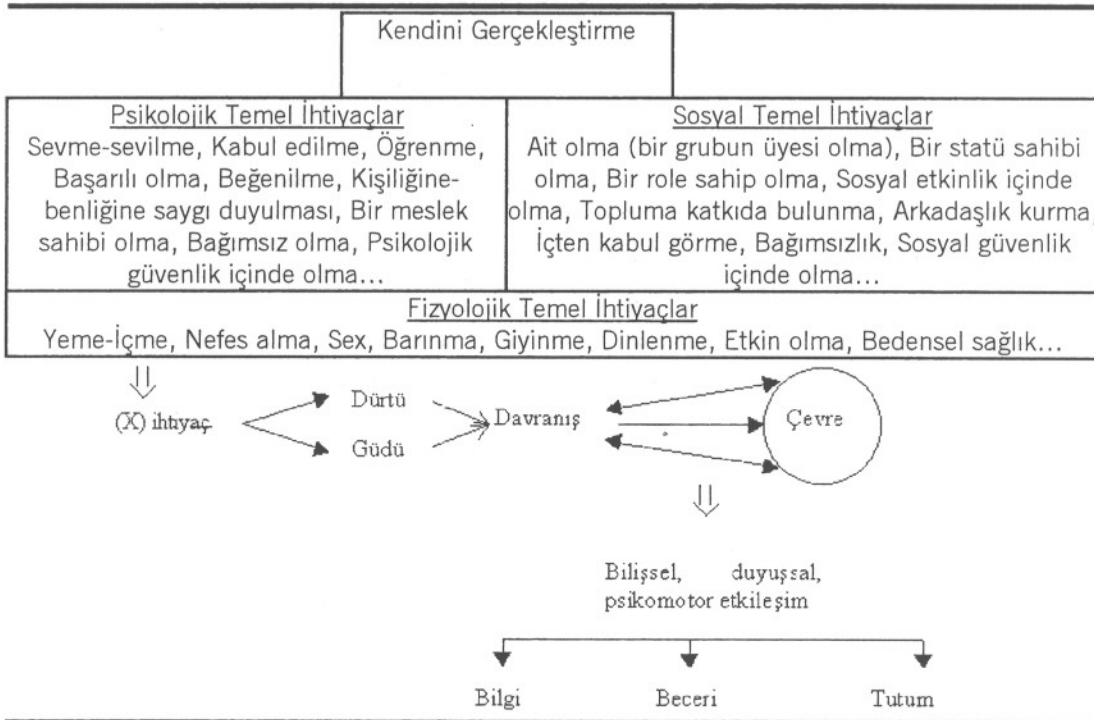 Kendini Gerçekleştirme
Psikolojik Temel İhtiyaçlar
Sevme-sevilme, Kabul edilme, Öğrenme,
Başarılı olma, Beğenilme, Kişiliğine-
benliğine saygı duyulması, Bir meslek
sahibi olma, Bağımsız olma, Psikolojik
güvenlik içinde olma...
Sosyal Temel İhtiyaçlar
Ait olma (bir grubun üyesi olma), Bir statü sahibi
olma, Bir role sahip olma, Sosyal etkinlik içinde
olma, Topluma katkıda bulunma, Arkadaşlık kurma,
İçten kabul görme, Bağımsızlık, Sosyal güvenlik
içinde olma...
Fizyolojik Temel İhtiyaçlar
Yeme-İçme, Nefes alma, Sex, Barınma, Giyinme, Dinlenme, Etkin olma, Bedensel sağlık...
(X) ihtiyaç
Dürtü
Güdü
Davranış
Çevre
Bilişsel, duyuşsal,
psikomotor etkileşim
Bilgi Beceri Tutum